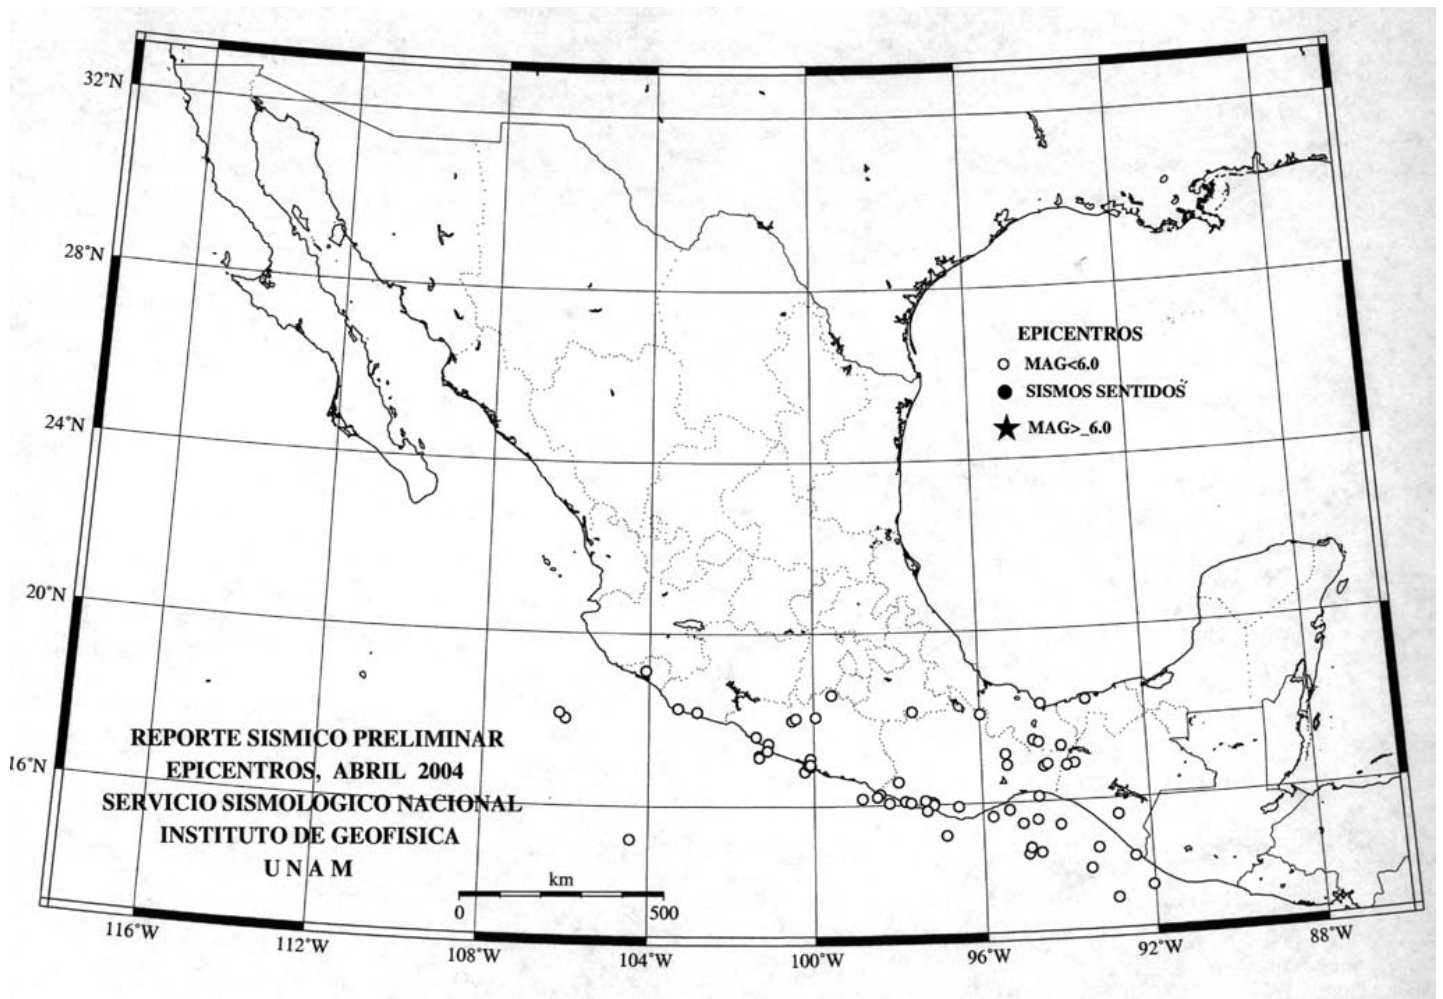 32°N
28°N
24°N
20°N
16°N
EPICENTROS
MAG<6.0
SISMOS SENTIDOS
MAG>_6.0
REPORTE SISMICO PRELIMINAR
EPICENTROS, ABRIL 2004
SERVICIO SISMOLOGICO NACIONAL
INSTITUTO DE GEOFISICA
U N A M
km
0 500
116°W 112°W 108°W 104°W 100°W 96°W 92°W 88°W